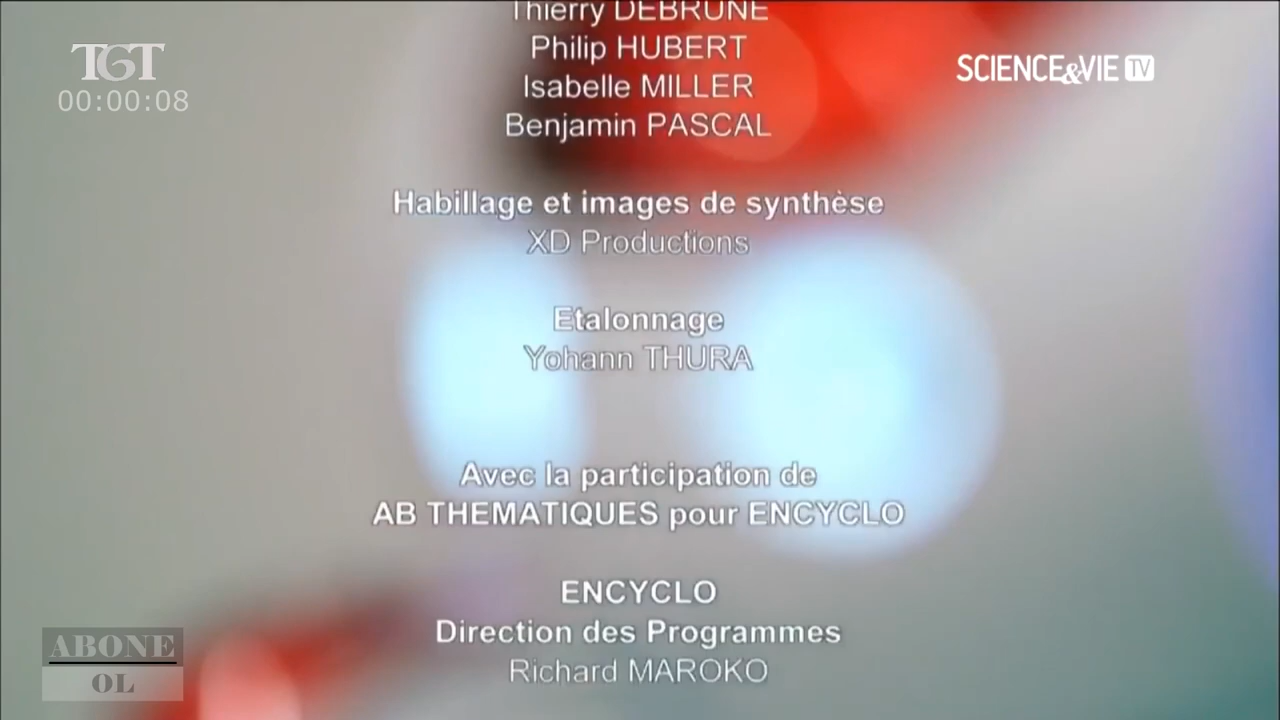 Thierry DEBRUNE
TGT
00:00:08
Philip HUBERT
SCIENCE&VIE TV
Isabelle MILLER
Benjamin PASCAL
Habillage et images de synthèse
XD Productions
Etalonnage
Yohann THURA
Avec la participation de
AB THEMATIQUES pour ENCYCLO
ENCYCLO
Direction des Programmes
Richard MAROKO
ABONE
OL